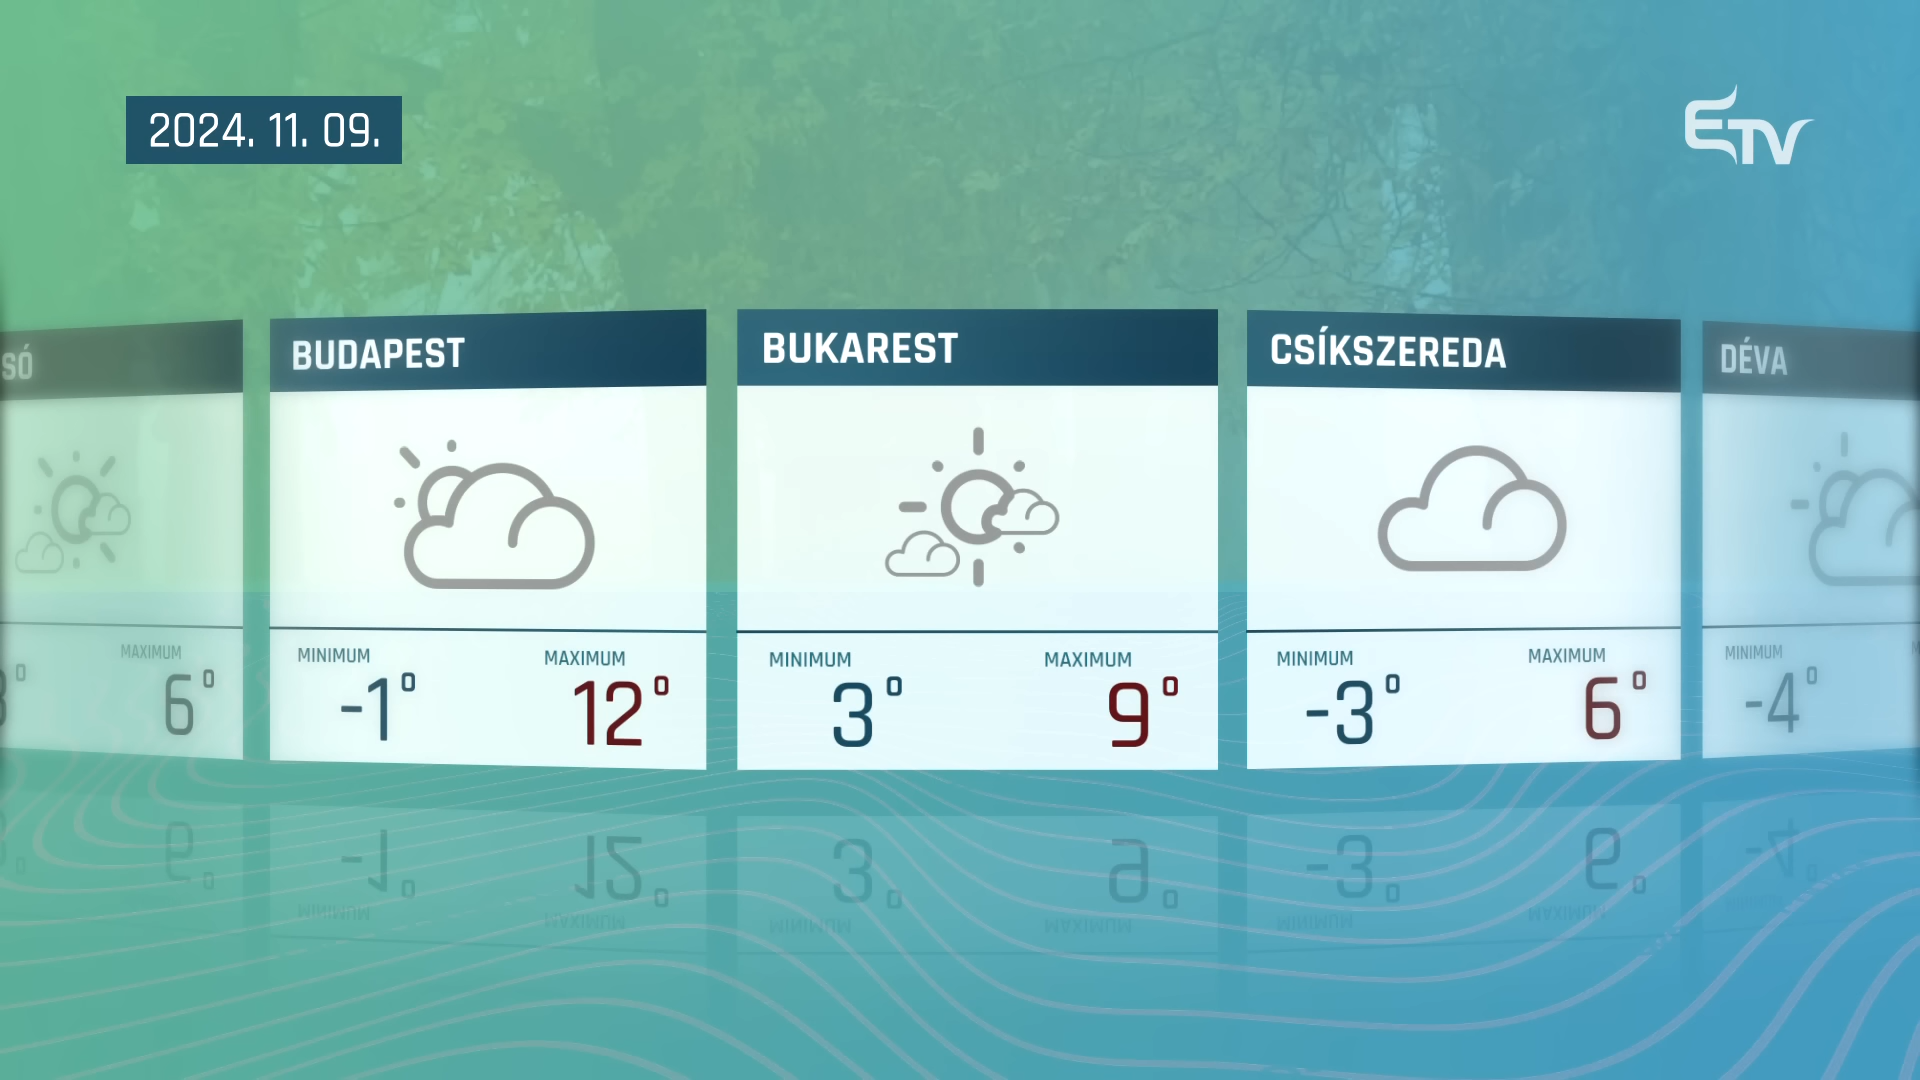 2024. 11. 09.
ETV
SÓ
MAXIMUM
6°
BUDAPEST
MINIMUM
-1°
MAXIMUM
12°
BUKAREST
MINIMUM
3°
MAXIMUM
9°
CSÍKSZEREDA
MINIMUM
-3°
MAXIMUM
6°
DÉVA
MINIMUM
-4°